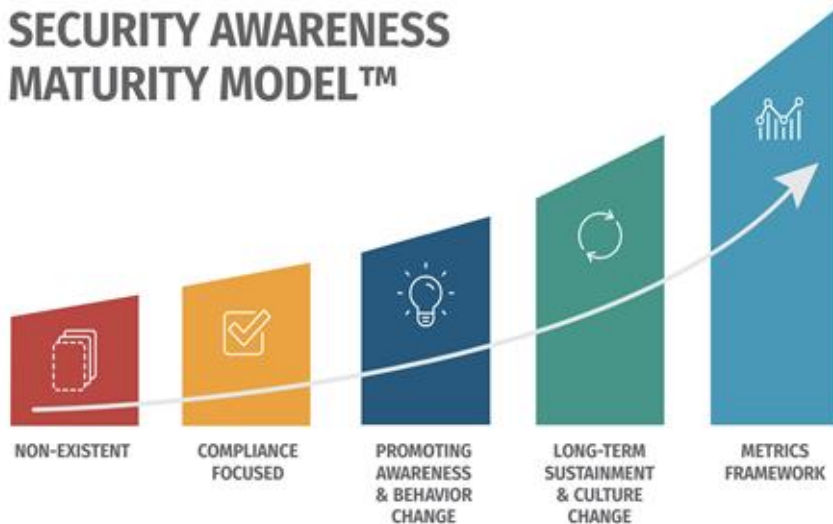 SECURITY AWARENESS
MATURITY MODEL™
NON-EXISTENT
COMPLIANCE
FOCUSED
PROMOTING
AWARENESS
& BEHAVIOR
CHANGE
LONG-TERM
SUSTAINMENT
& CULTURE
CHANGE
METRICS
FRAMEWORK